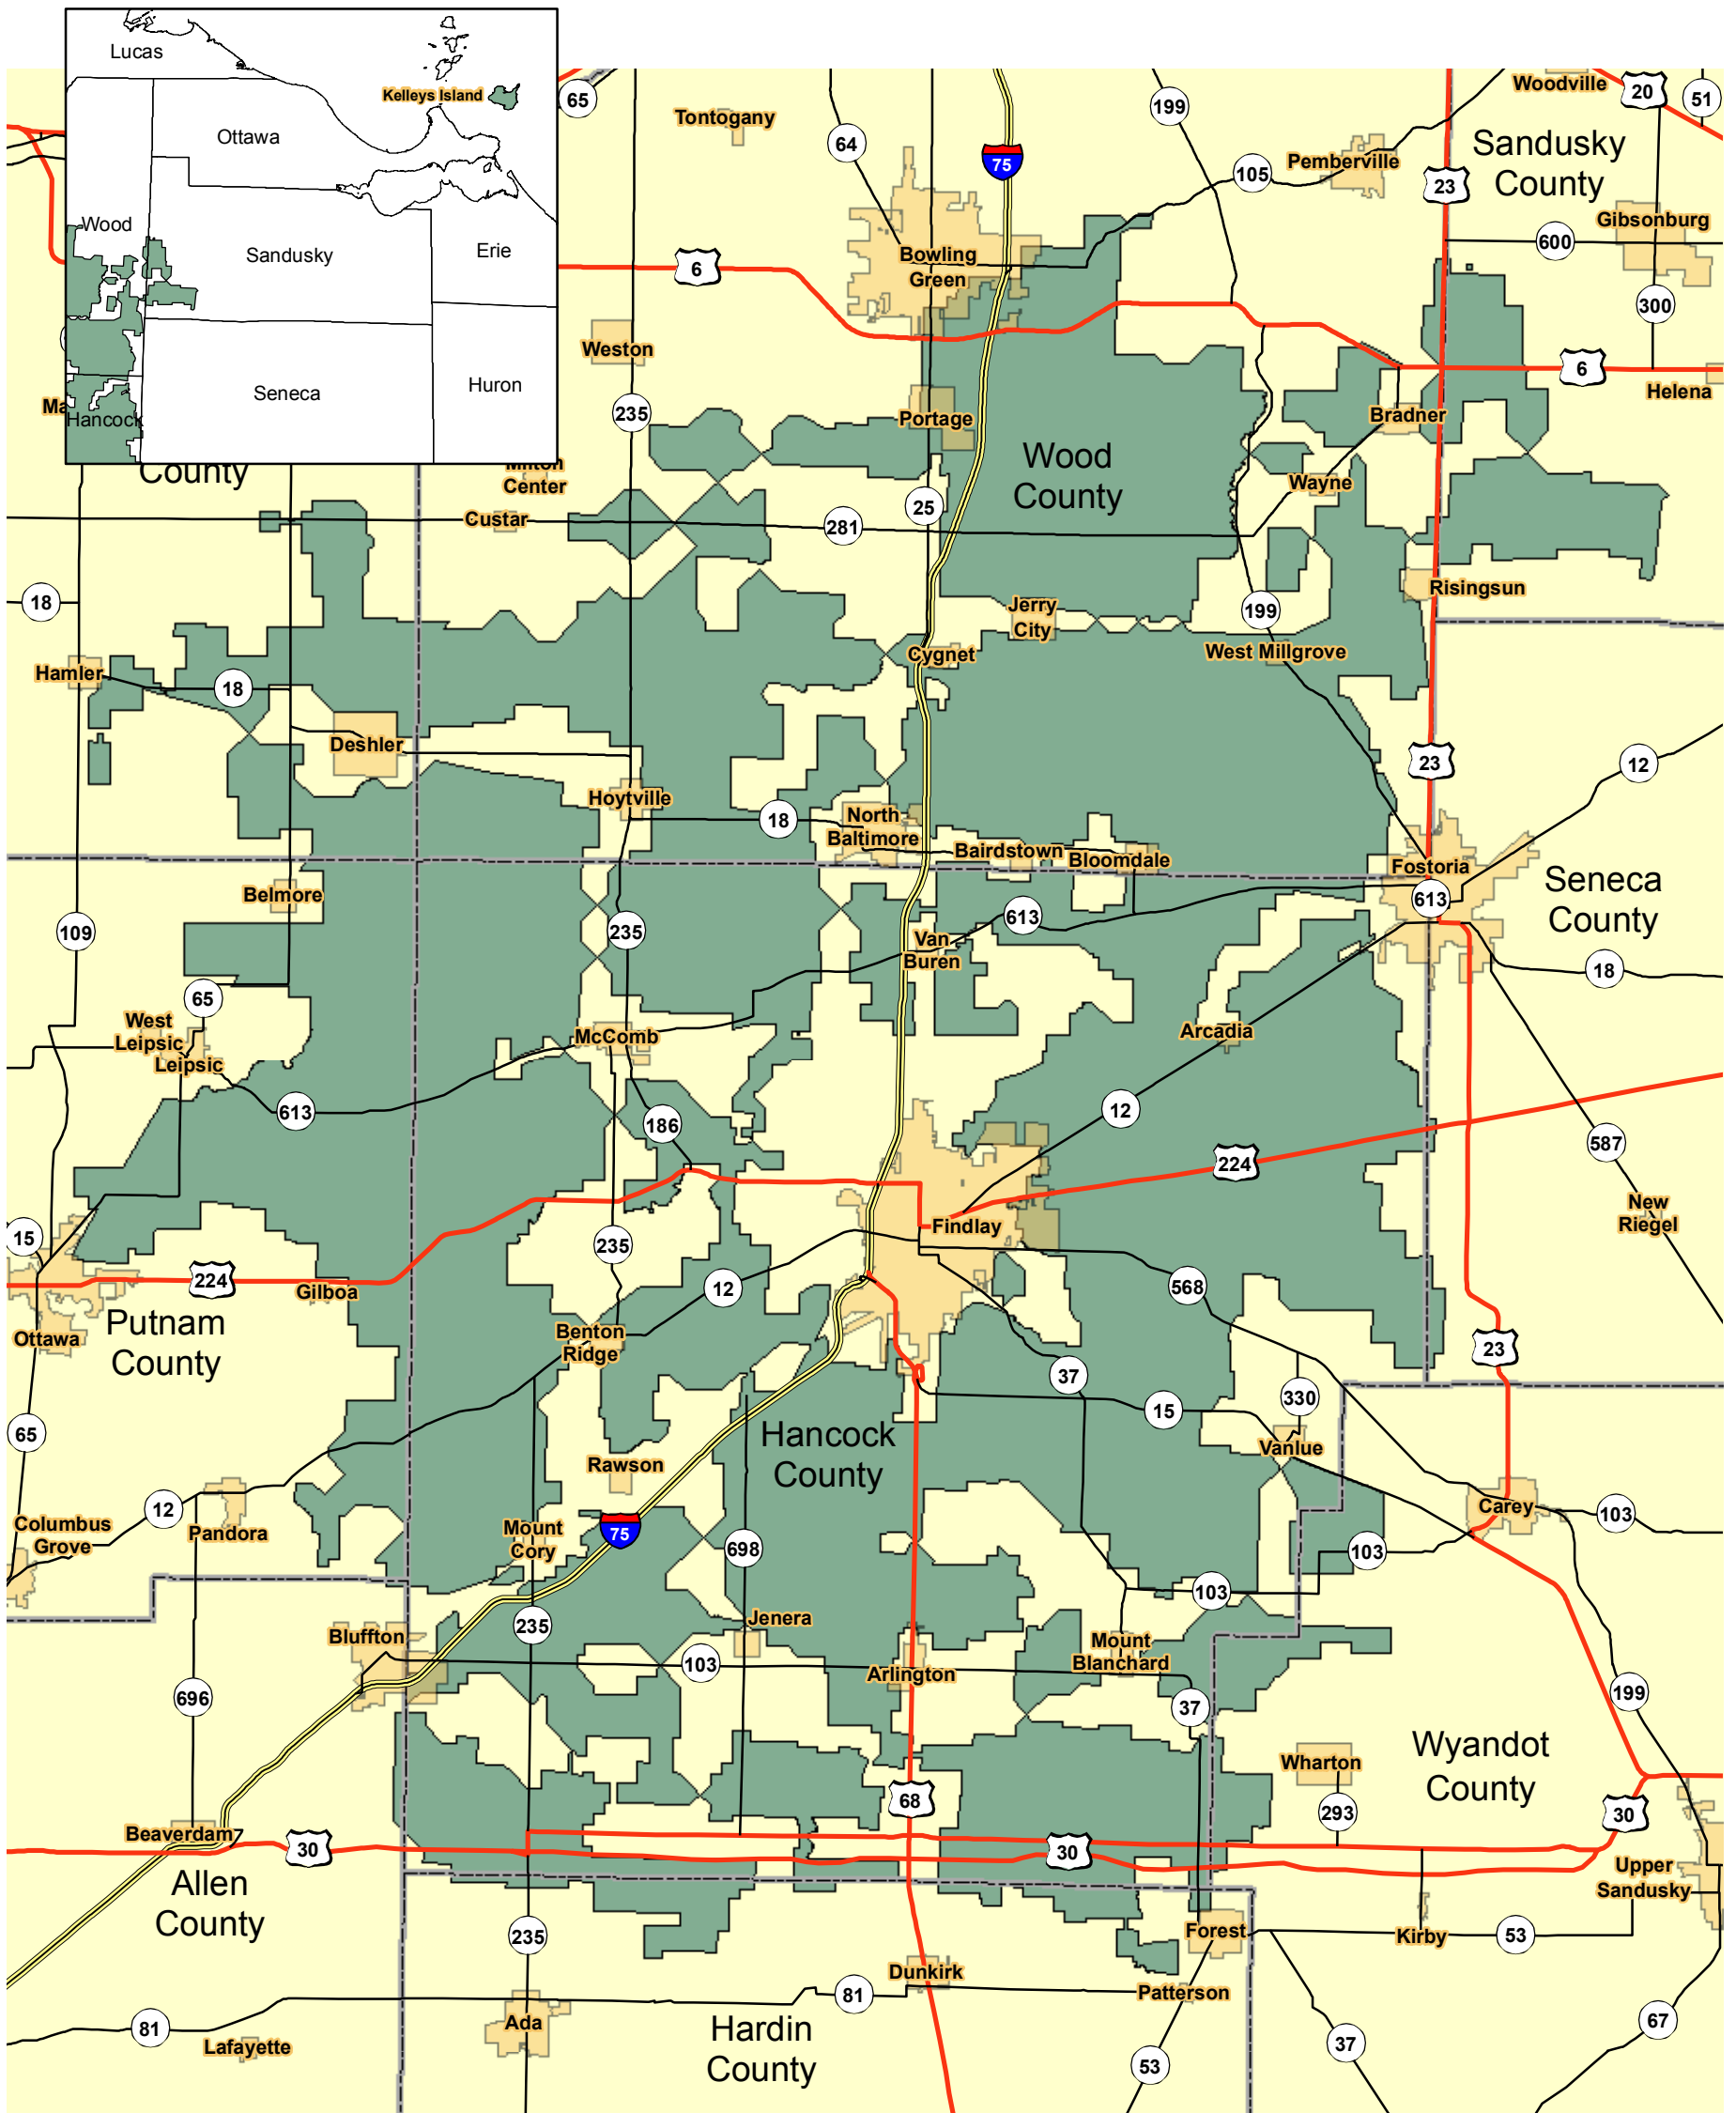 Lucas
Kelleys Island
Ottawa
Wood
Sandusky
Erie
Hancock
Seneca
Huron
65
Tontogany
64
75
199
Woodville
20
51
Sandusky
County
105
Pemberville
23
Gibsonburg
600
Bowling
Green
6
300
Weston
6
Helena
235
Portage
Bradner
County
Milton
Center
Wood
County
Wayne
Custar
281
25
18
Risingsun
Jerry
City
199
Cygnet
West Millgrove
Hamler
18
Deshler
23
12
Hoytville
18
North
Baltimore
Bairdstown
Bloomdale
Fostoria
Belmore
613
Seneca
County
109
235
613
Van
Buren
18
65
West
Leipsic
Leipsic
McComb
Arcadia
613
186
12
587
224
New
Riegel
15
235
Findlay
224
Gilboa
12
568
Ottawa
Putnam
County
Benton
Ridge
23
37
330
15
65
Hancock
County
Vanlue
Rawson
12
Pandora
Columbus
Grove
Mount
Cory
75
698
Carey
103
103
103
235
Jenera
Bluffton
103
Arlington
Mount
Blanchard
696
37
199
Wyandot
County
Wharton
68
293
30
Beaverdam
30
30
Allen
County
Upper
Sandusky
235
Forest
Kirby
53
Dunkirk
Patterson
81
81
Ada
Lafayette
Hardin
County
53
37
67